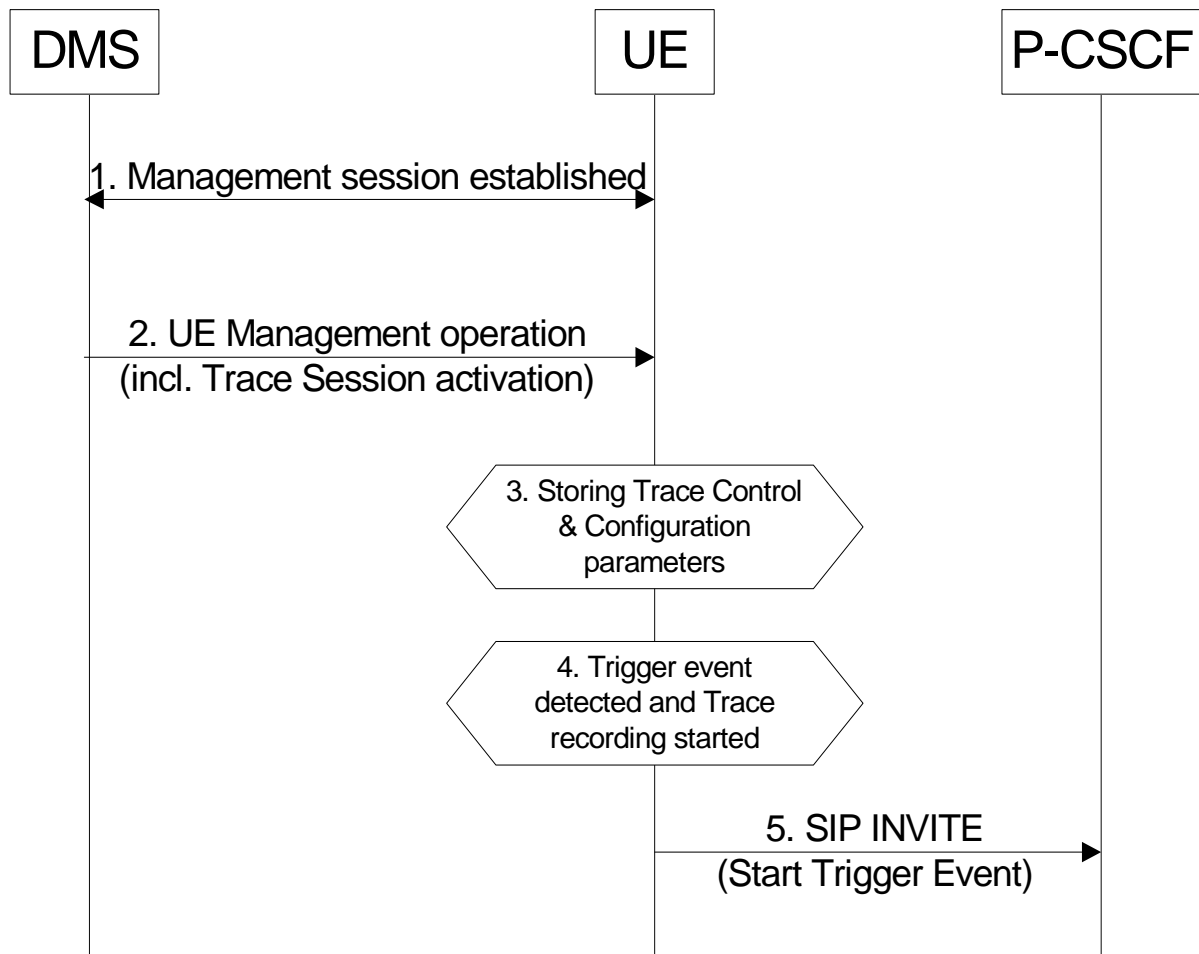 DMS
UE
P-CSCF
1. Management session established
2. UE Management operation
(incl. Trace Session activation)
3. Storing Trace Control
& Configuration
parameters
4. Trigger event
detected and Trace
recording started
5. SIP INVITE
(Start Trigger Event)